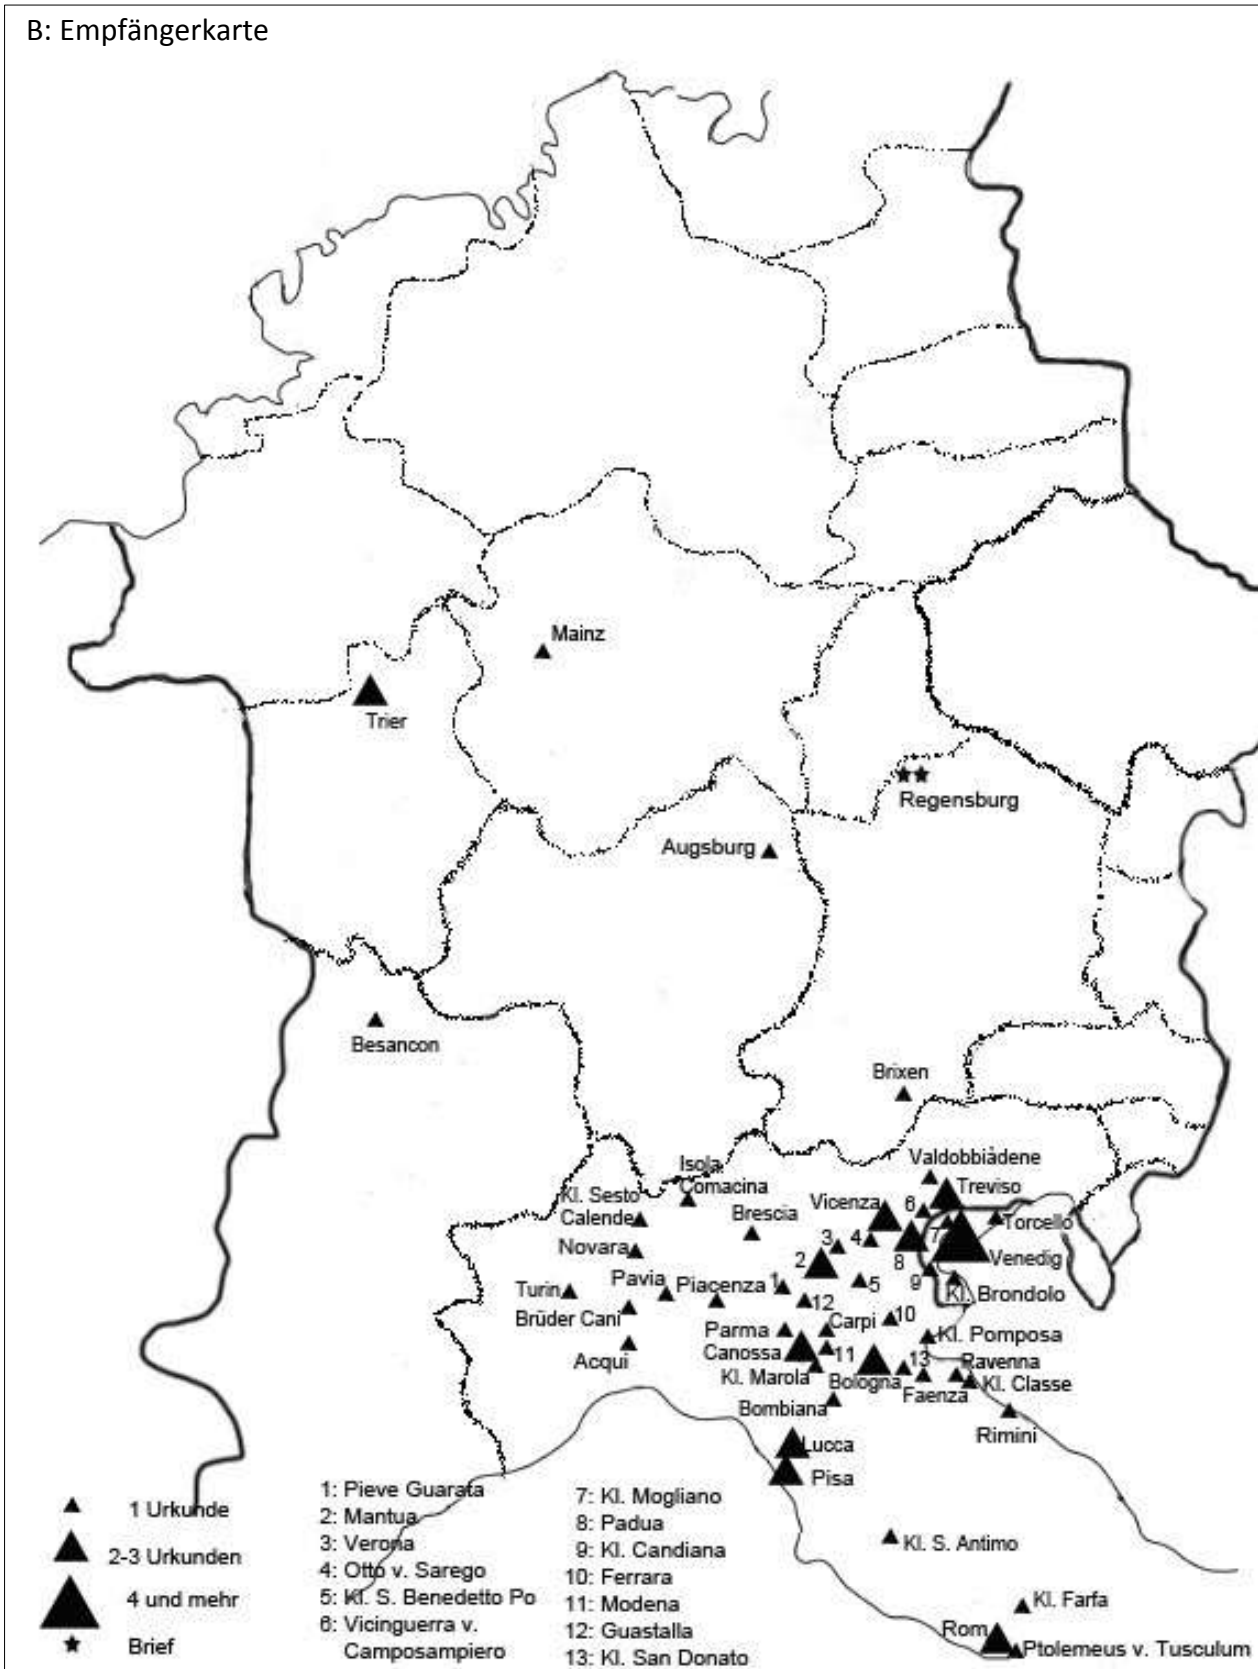 B: Empfängerkarte
Mainz
Trier
Regensburg
Augsburg
Besancon
Brixen
Valdobbiàdene
Isola
Comacina
Treviso
Kl. Sesto
Calende
Vicenza
6
Torcello
Brescia
3
4
7
Novara
2
8
Venedig
Turin
Pavia
Piacenza
1
5
9
Kl. Brondolo
Brüder Cani
12
10
Parma
Carpi
Kl. Pomposa
Acqui
Canossa
11
13
Ravenna
Kl. Marola
Bologna
Faenza
Kl. Classe
Bombiana
Rimini
Lucca
Pisa
Kl. S. Antimo
Kl. Farfa
Rom
Ptolemeus v. Tusculum
1 Urkunde
2-3 Urkunden
4 und mehr
Brief
1: Pieve Guarata
2: Mantua
3: Verona
4: Otto v. Sarego
5: Kl. S. Benedetto Po
6: Vicinguerra v.
Camposampiero
7: Kl. Mogliano
8: Padua
9: Kl. Candiana
10: Ferrara
11: Modena
12: Guastalla
13: Kl. San Donato